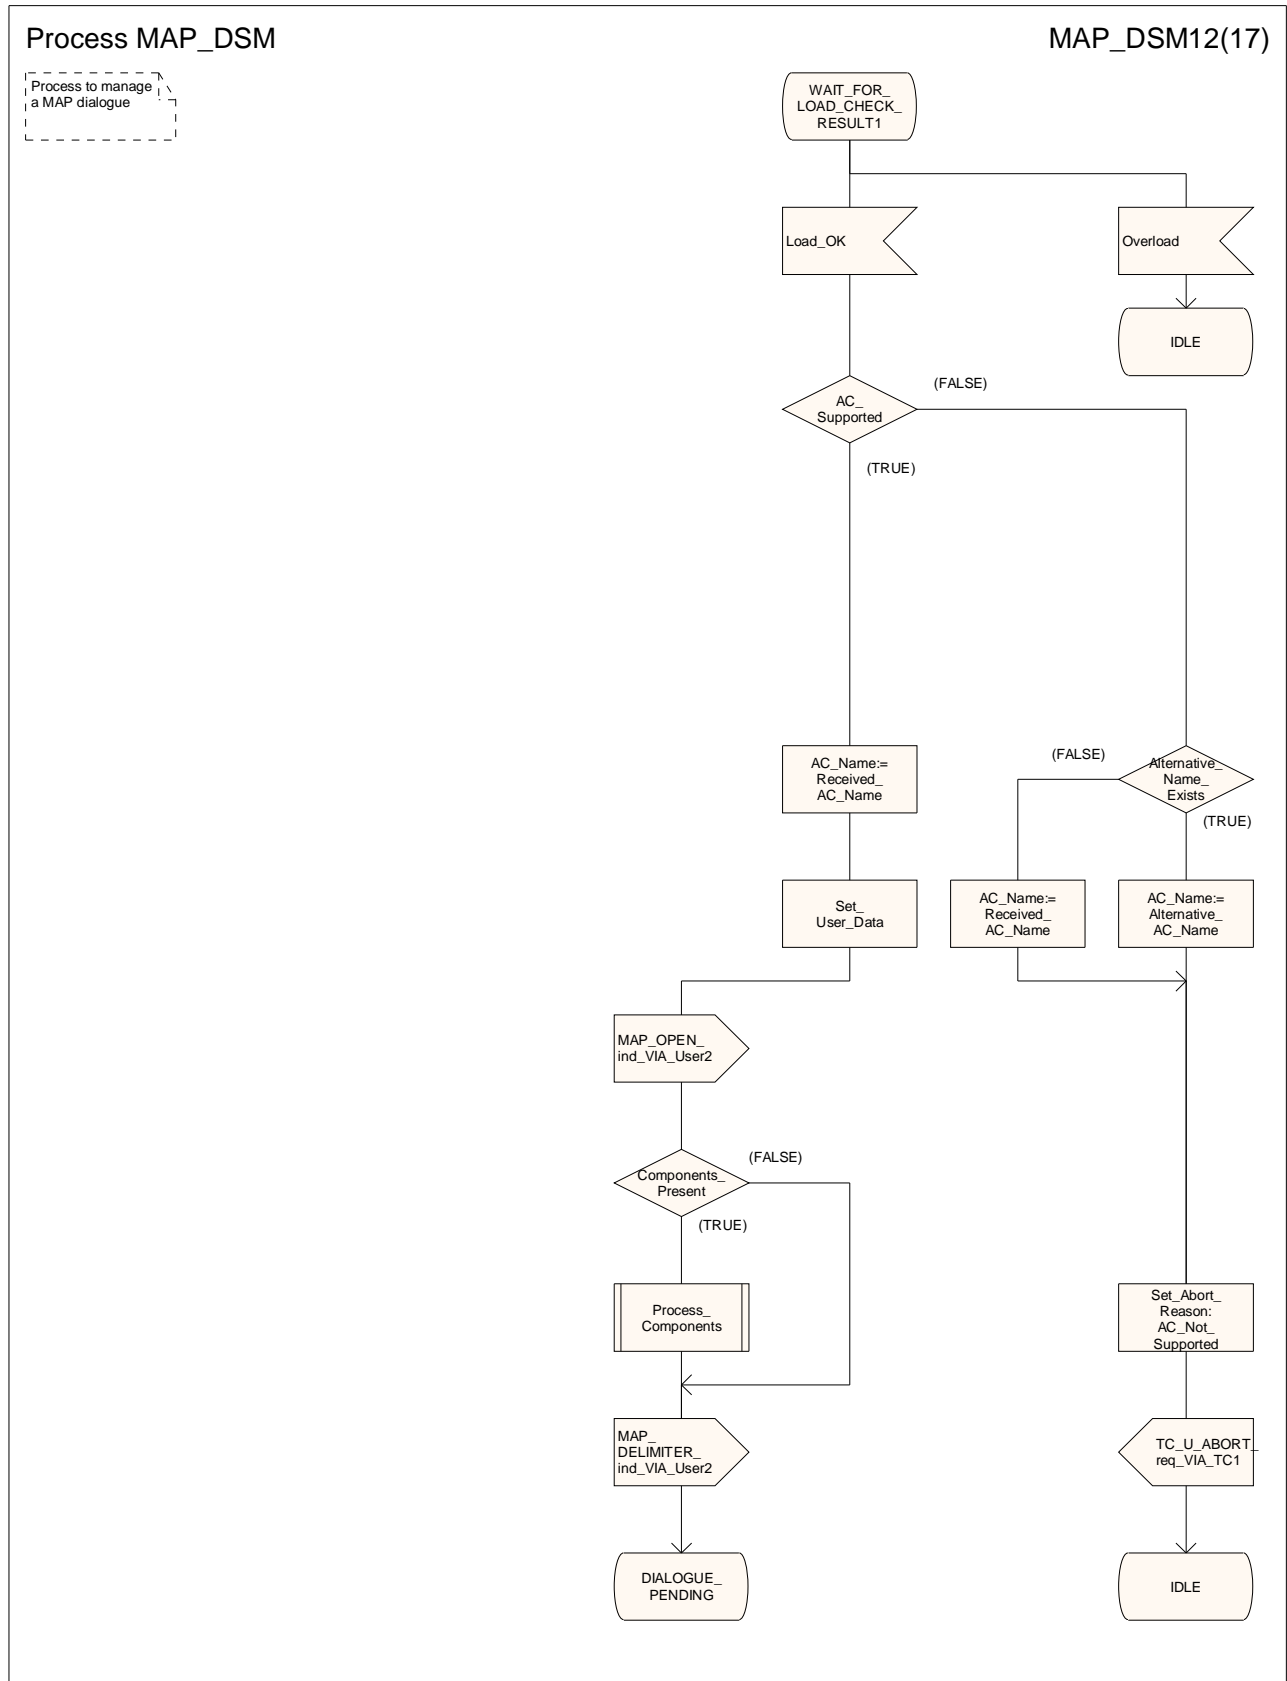 Process MAP_DSM
MAP_DSM12(17)
Process to manage
a MAP dialogue
WAIT_FOR_
LOAD_CHECK_
RESULT1
Load_OK
Overload
IDLE
(FALSE)
AC_
Supported
(TRUE)
AC_Name:=
Received_
AC_Name
(FALSE)
Alternative_
Name_
Exists
(TRUE)
Set_
User_Data
AC_Name:=
Received_
AC_Name
AC_Name:=
Alternative_
AC_Name
MAP_OPEN_
ind_VIA_User2
(FALSE)
Components_
Present
(TRUE)
Process_
Components
Set_Abort_
Reason:
AC_Not_
Supported
MAP_
DELIMITER_
ind_VIA_User2
TC_U_ABORT_
req_VIA_TC1
DIALOGUE_
PENDING
IDLE